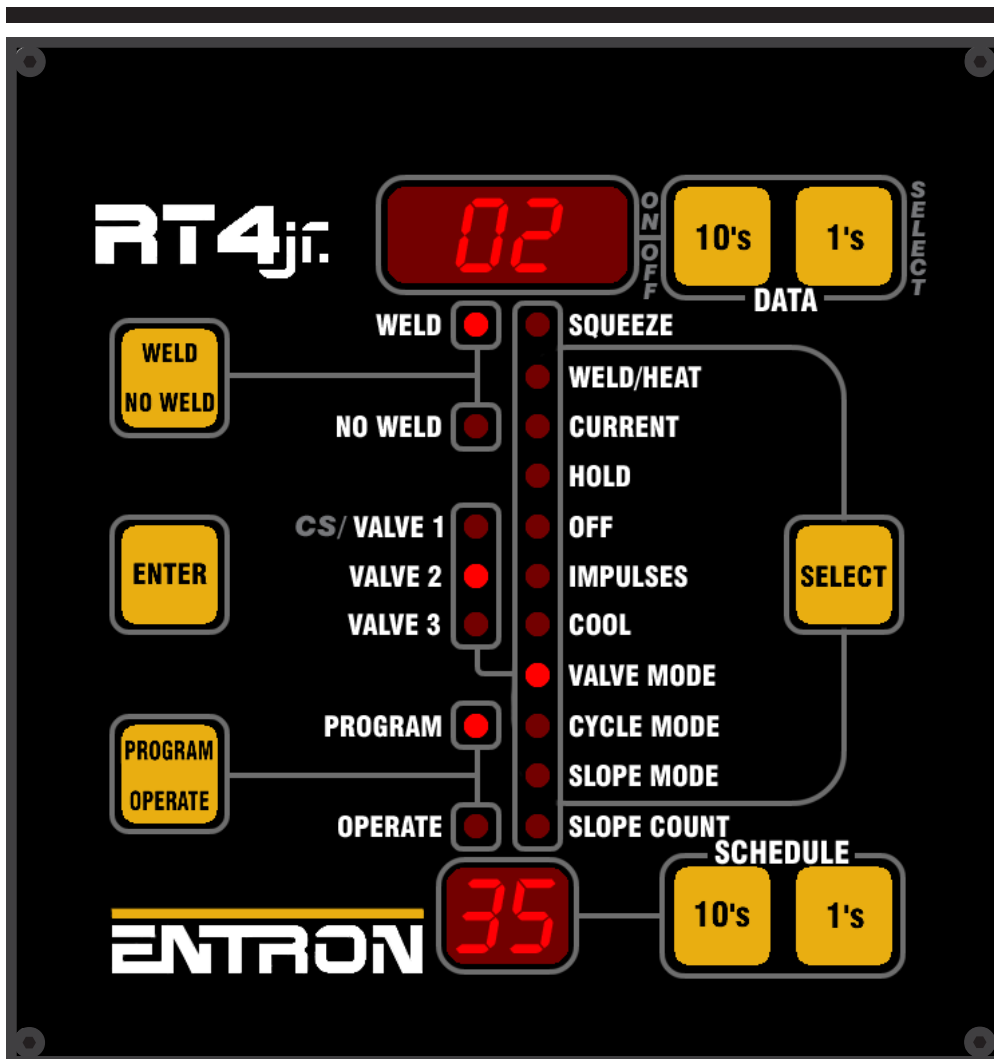 RT4jr.
02
ON
OFF
10's
1's
SELECT
DATA
WELD
NO WELD
WELD
NO WELD
SQUEEZE
WELD/HEAT
CURRENT
HOLD
OFF
IMPULSES
COOL
VALVE MODE
CYCLE MODE
SLOPE MODE
SLOPE COUNT
ENTER
CS/ VALVE 1
VALVE 2
VALVE 3
SELECT
PROGRAM
OPERATE
PROGRAM
OPERATE
SCHEDULE
35
10's
1's
ENTRON